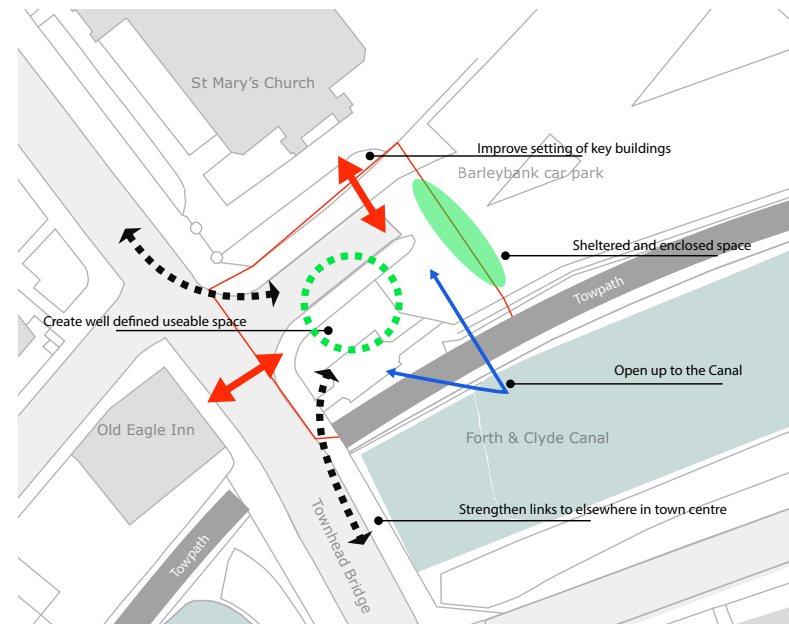 St Mary's Church
Improve setting of key buildings
Barleybank car park
Sheltered and enclosed space
Towpath
Create well defined useable space
Open up to the Canal
Old Eagle Inn
Forth & Clyde Canal
Strengthen links to elsewhere in town centre
Townhead Bridge
Towpath